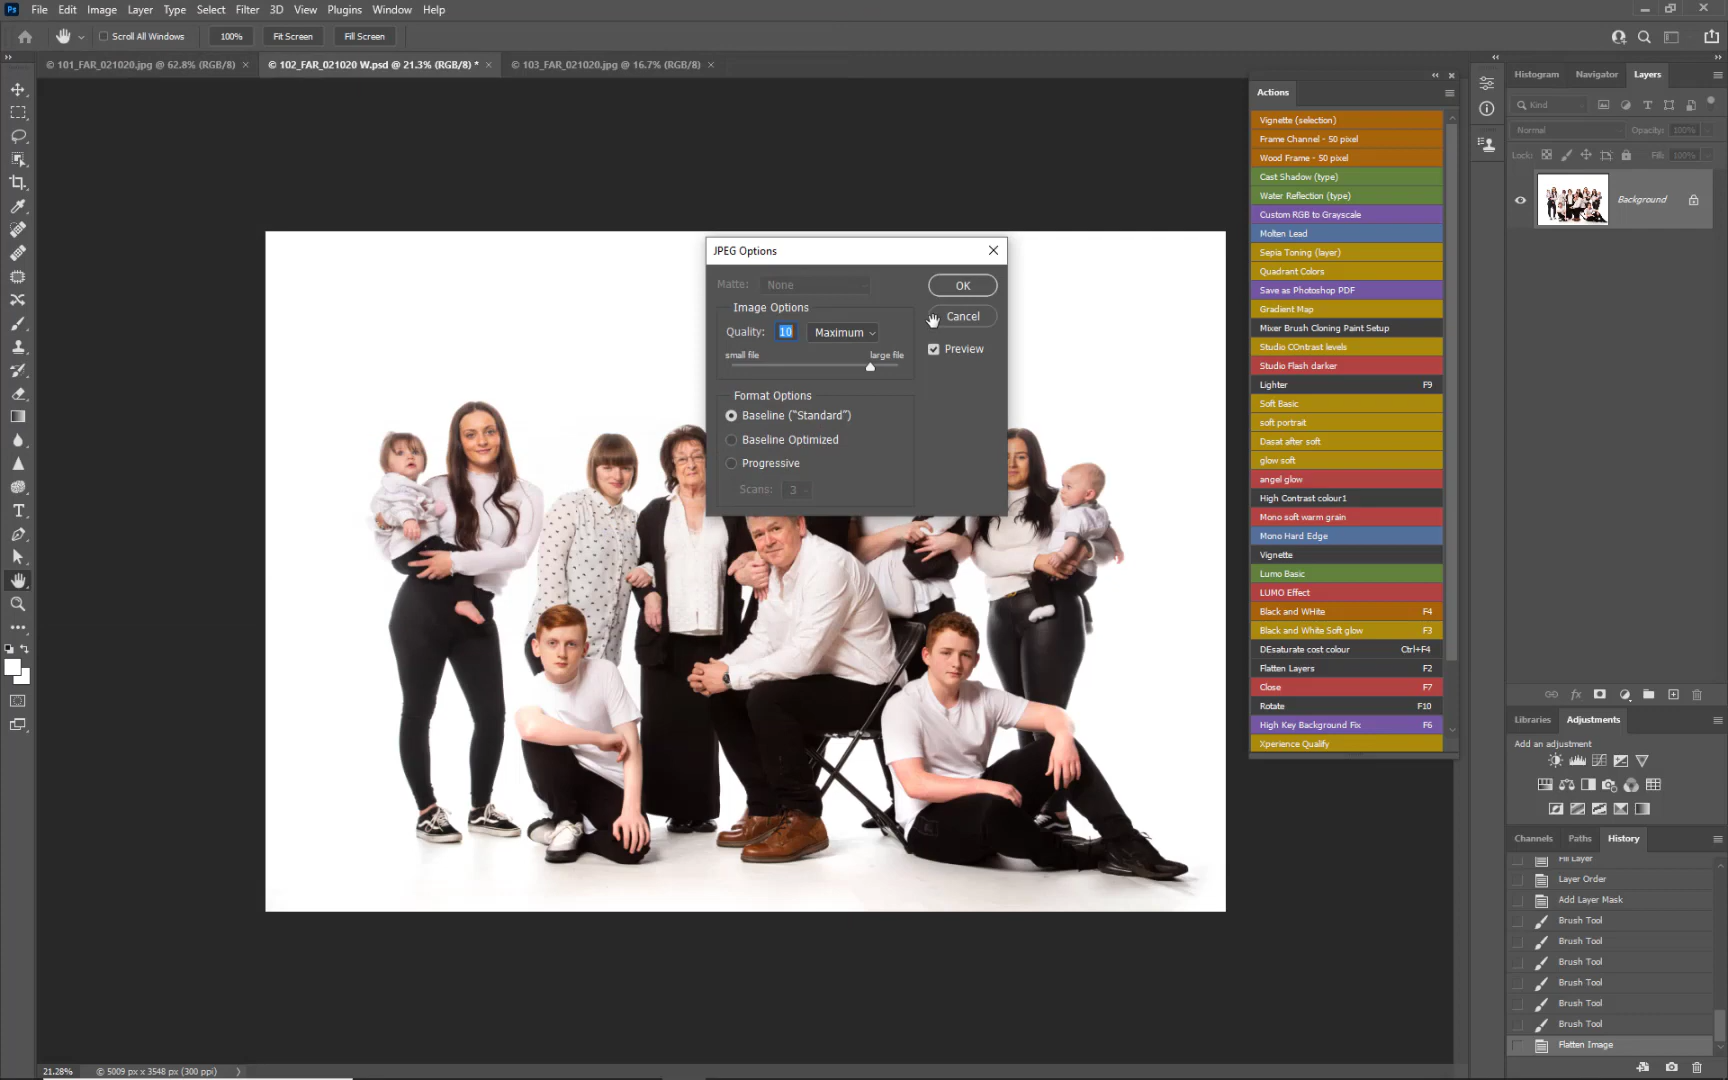 Ps File Edit Image Layer Type Select Filter 3D View Plugins Window Help
Scroll All Windows 100% Fit Screen Fill Screen
© 101_FAR_021020.jpg @ 62.8% (RGB/8) × © 102_FAR_021020 W.psd @ 21.3% (RGB/8) * × © 103_FAR_021020.jpg @ 16.7% (RGB/8) ×
Actions
Vignette (selection)
Frame Channel - 50 pixel
Wood Frame - 50 pixel
Cast Shadow (type)
Water Reflection (type)
Custom RGB to Grayscale
Molten Lead
Sepia Toning (layer)
Quadrant Colors
Save as Photoshop PDF
Gradient Map
Mixer Brush Cloning Paint Setup
Studio COntrast levels
Studio Flash darker
Lighter F9
Soft Basic
soft portrait
Dasat after soft
glow soft
angel glow
High Contrast colour1
Mono soft warm grain
Mono Hard Edge
Vignette
Lumo Basic
LUMO Effect
Black and WHite F4
Black and White Soft glow F3
DEsaturate cost colour Ctrl+F4
Flatten Layers F2
Close F7
Rotate F10
High Key Background Fix F6
Xperience Qualify
JPEG Options
Matte: None
OK
Image Options
Cancel
Quality: 10 Maximum
Preview
small file large file
Format Options
Baseline ("Standard")
Baseline Optimized
Progressive
Scans: 3
Histogram Navigator Layers
Kind
Normal Opacity: 100%
Lock: Fill: 100%
Background
Libraries Adjustments
Add an adjustment
Channels Paths History
Fill Layer
Layer Order
Add Layer Mask
Brush Tool
Brush Tool
Brush Tool
Brush Tool
Brush Tool
Brush Tool
Flatten Image
21.28% © 5009 px x 3548 px (300 ppi)